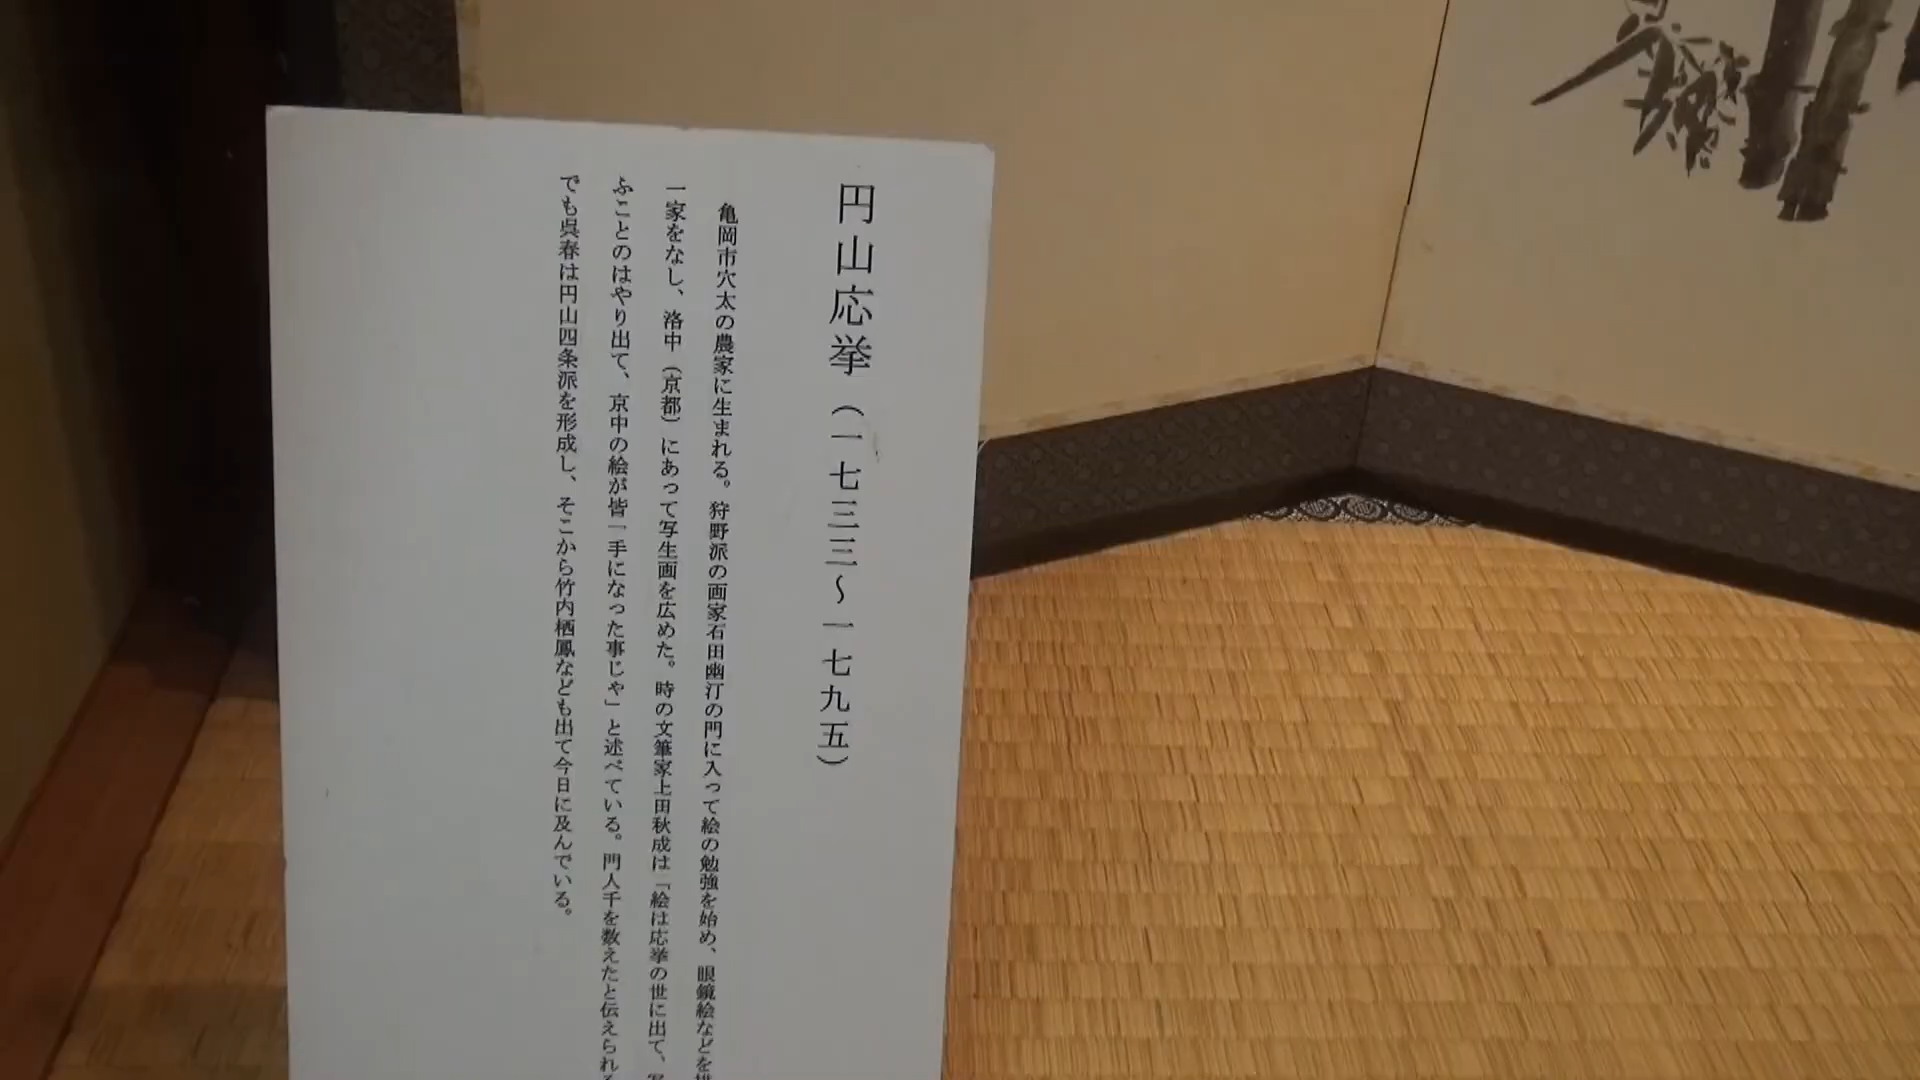 円山応挙（一七三三～一七九五）
亀岡市穴太の農家に生まれる。狩野派の画家石田幽汀の門に入って絵の勉強を始め、眼鏡絵などを
一家をなし、洛中（京都）にあって写生画を広めた。時の文筆家上田秋成は「絵は応挙の世に出て、
ふことのはやり出て、京中の絵が皆「手になった事じゃ」と述べている。門人千を数えたと伝えられ
でも呉春は円山四条派を形成し、そこから竹内栖鳳なども出て今日に及んでいる。